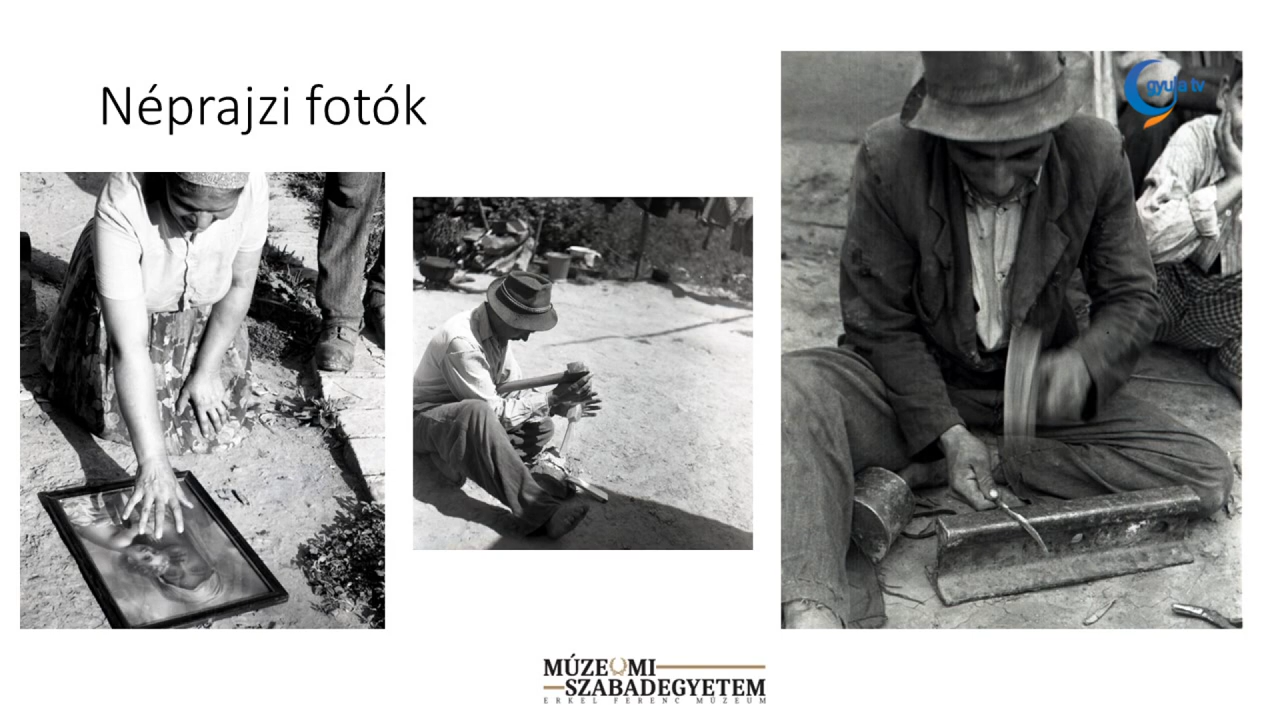 Néprajzi fotók
gyula tv
MÚZEUMI
SZABADEGYETEM
ERKEL FERENC MÚZEUM